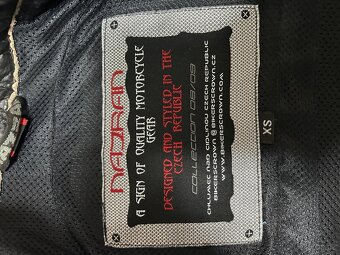 NAZRAN
A SIGN OF QUALITY MOTORCYCLE
GEAR
DESIGNED AND STYLED IN THE
CZECH REPUBLIC
COLLECTION 08/09
CHLUMEC NAD CIDLINOU CZECH REPUBLIC
BIKERSCROWN@BIKERSCROWN.CZ
WWW.BIKERSCROWN.COM
XS